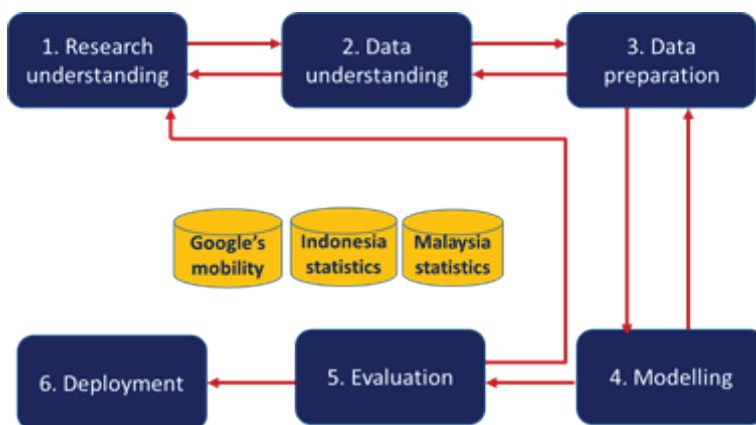 1. Research
understanding
2. Data
understanding
3. Data
preparation
Google's
mobility
Indonesia
statistics
Malaysia
statistics
6. Deployment
5. Evaluation
4. Modelling